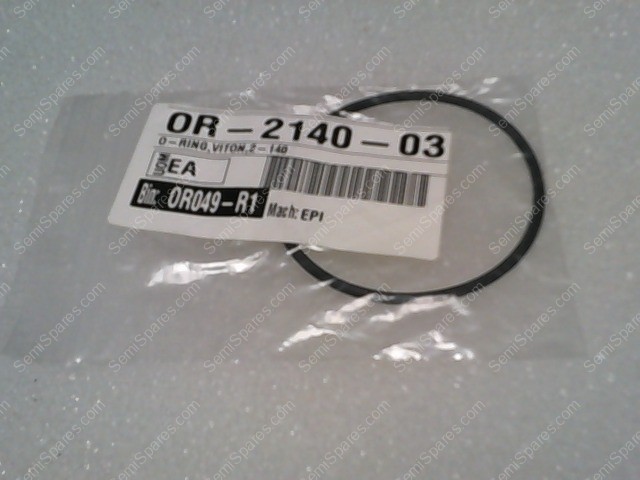 OR-2140-03
O-RING, VITON, 2-140
UOM EA
Bin: OR049-R1 Mach: EPI
SemiSpares.com